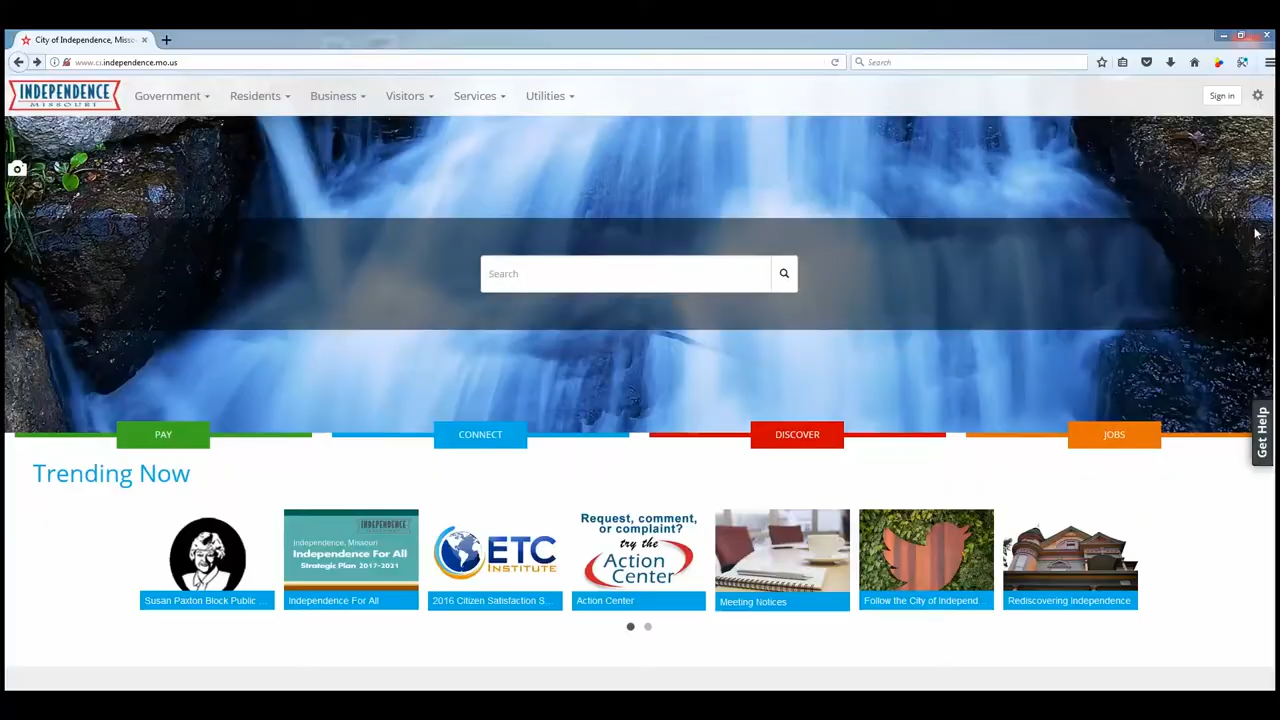 City of Independence, Misso
www.ci.independence.mo.us
Search
INDEPENDENCE
MISSOURI
Government
Residents
Business
Visitors
Services
Utilities
Sign in
Search
Get Help
PAY
CONNECT
DISCOVER
JOBS
Trending Now
INDEPENDENCE
Independence, Missouri
Independence For All
Strategic Plan 2017-2021
ETC
INSTITUTE
Request, comment,
or complaint?
try the
Action
Center
Susan Paxton Block Public ...
Independence For All
2016 Citizen Satisfaction S...
Action Center
Meeting Notices
Follow the City of Independ...
Rediscovering Independence